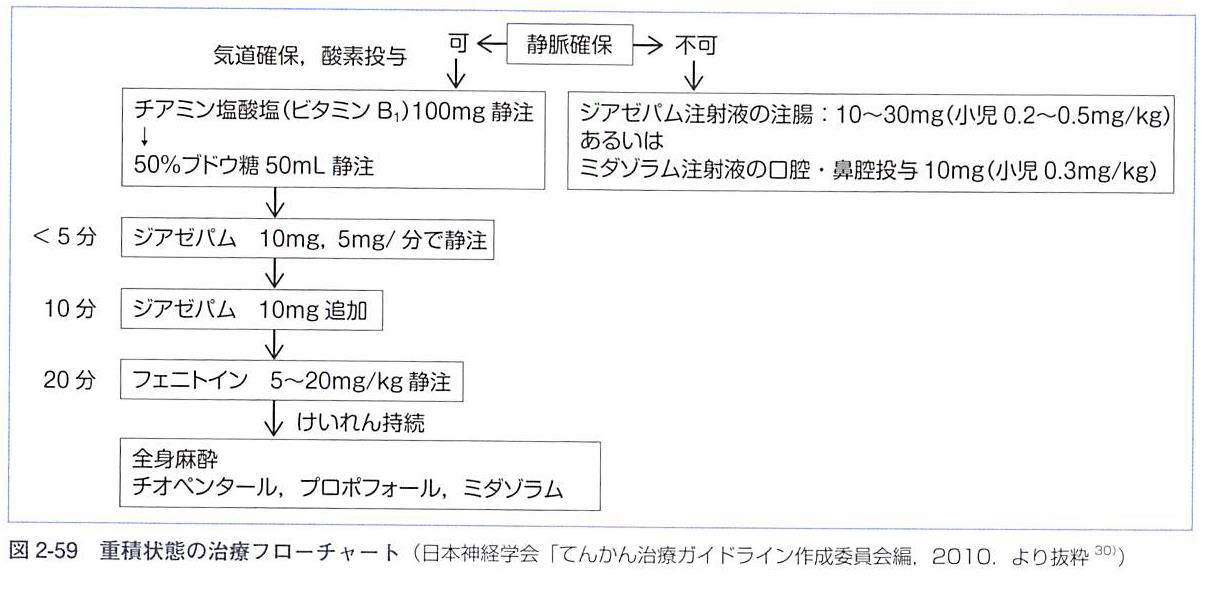 可 静脈確保 不可
気道確保，酸素投与
チアミン塩酸塩（ビタミン B₁）100mg 静注
↓
50%ブドウ糖 50mL 静注
ジアゼパム注射液の注腸：10〜30mg（小児 0.2〜0.5mg/kg）
あるいは
ミダゾラム注射液の口腔・鼻腔投与 10mg（小児 0.3mg/kg）
＜5分 ジアゼパム 10mg，5mg/分で静注
10分 ジアゼパム 10mg 追加
20分 フェニトイン 5〜20mg/kg 静注
けいれん持続
全身麻酔
チオペンタール，プロポフォール，ミダゾラム
図 2-59 重積状態の治療フローチャート（日本神経学会「てんかん治療ガイドライン作成委員会編，2010．より抜粋 30)）